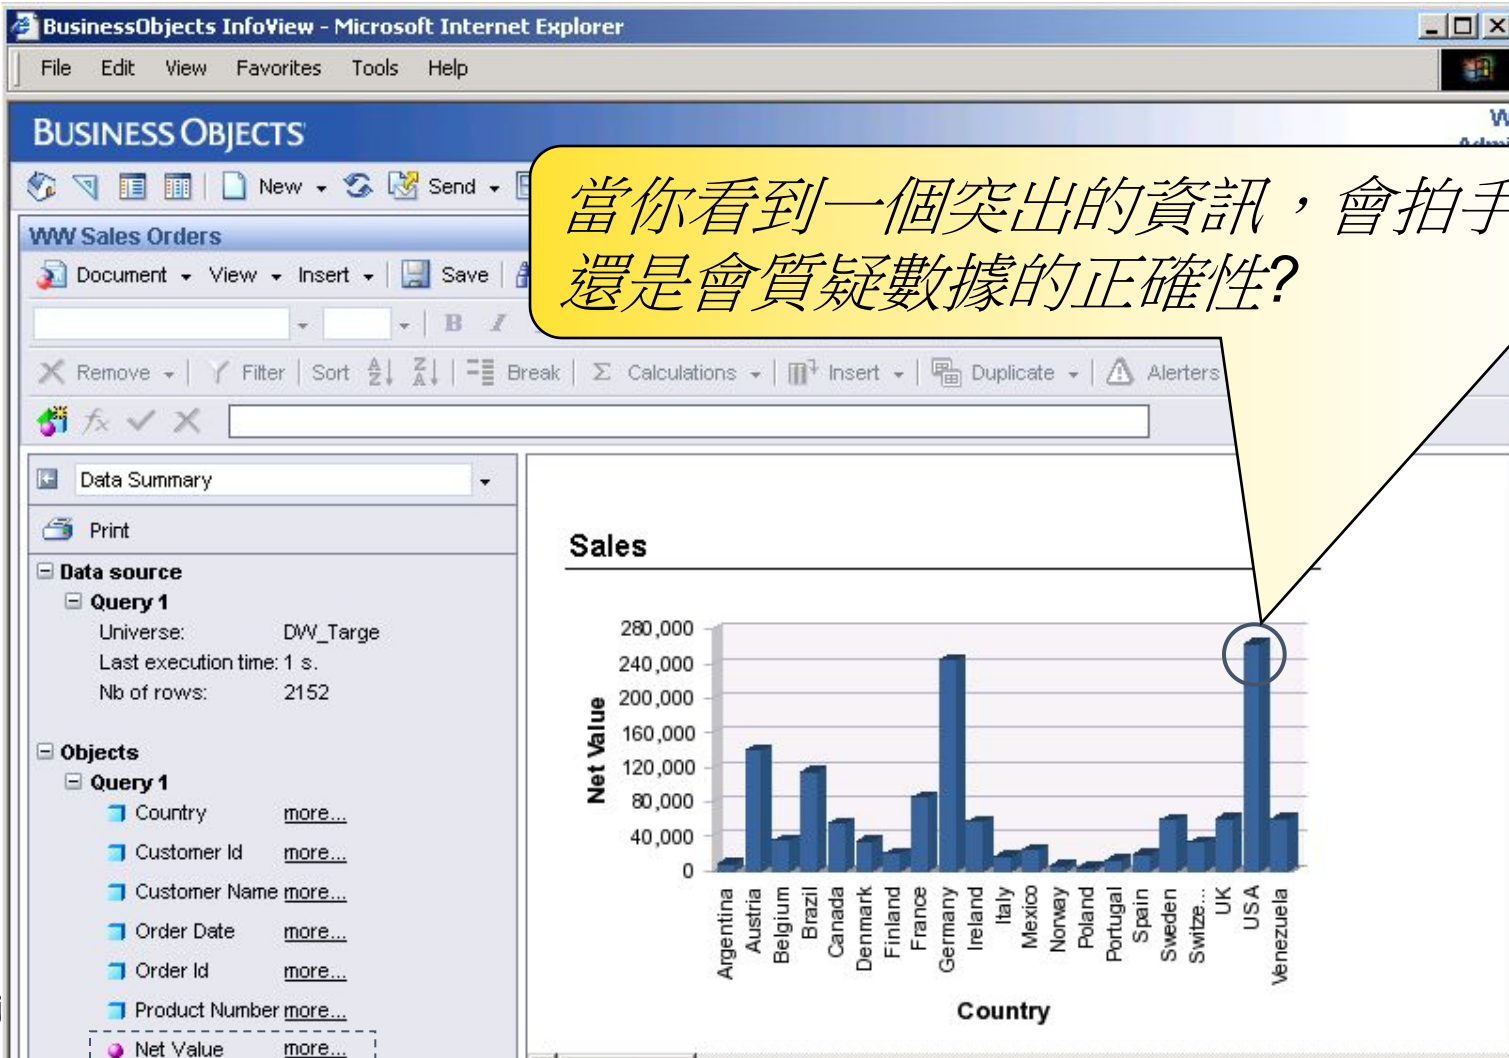 BusinessObjects InfoView - Microsoft Internet Explorer
File Edit View Favorites Tools Help
BUSINESS OBJECTS
New Send
WW Sales Orders
Document View Insert Save
當你看到一個突出的資訊，會拍手
還是會質疑數據的正確性?
B I
Remove Filter Sort Break Σ Calculations Insert Duplicate Alerters
fx
Data Summary
Print
Data source
Query 1
Universe: DW_Targe
Last execution time: 1 s.
Nb of rows: 2152
Objects
Query 1
Country more...
Customer Id more...
Customer Name more...
Order Date more...
Order Id more...
Product Number more...
Net Value more...
Sales
Net Value
280,000
240,000
200,000
160,000
120,000
80,000
40,000
0
Argentina
Austria
Belgium
Brazil
Canada
Denmark
Finland
France
Germany
Ireland
Italy
Mexico
Norway
Poland
Portugal
Spain
Sweden
Switze...
UK
USA
Venezuela
Country